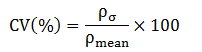 CV(%) = ρσ / ρmean × 100